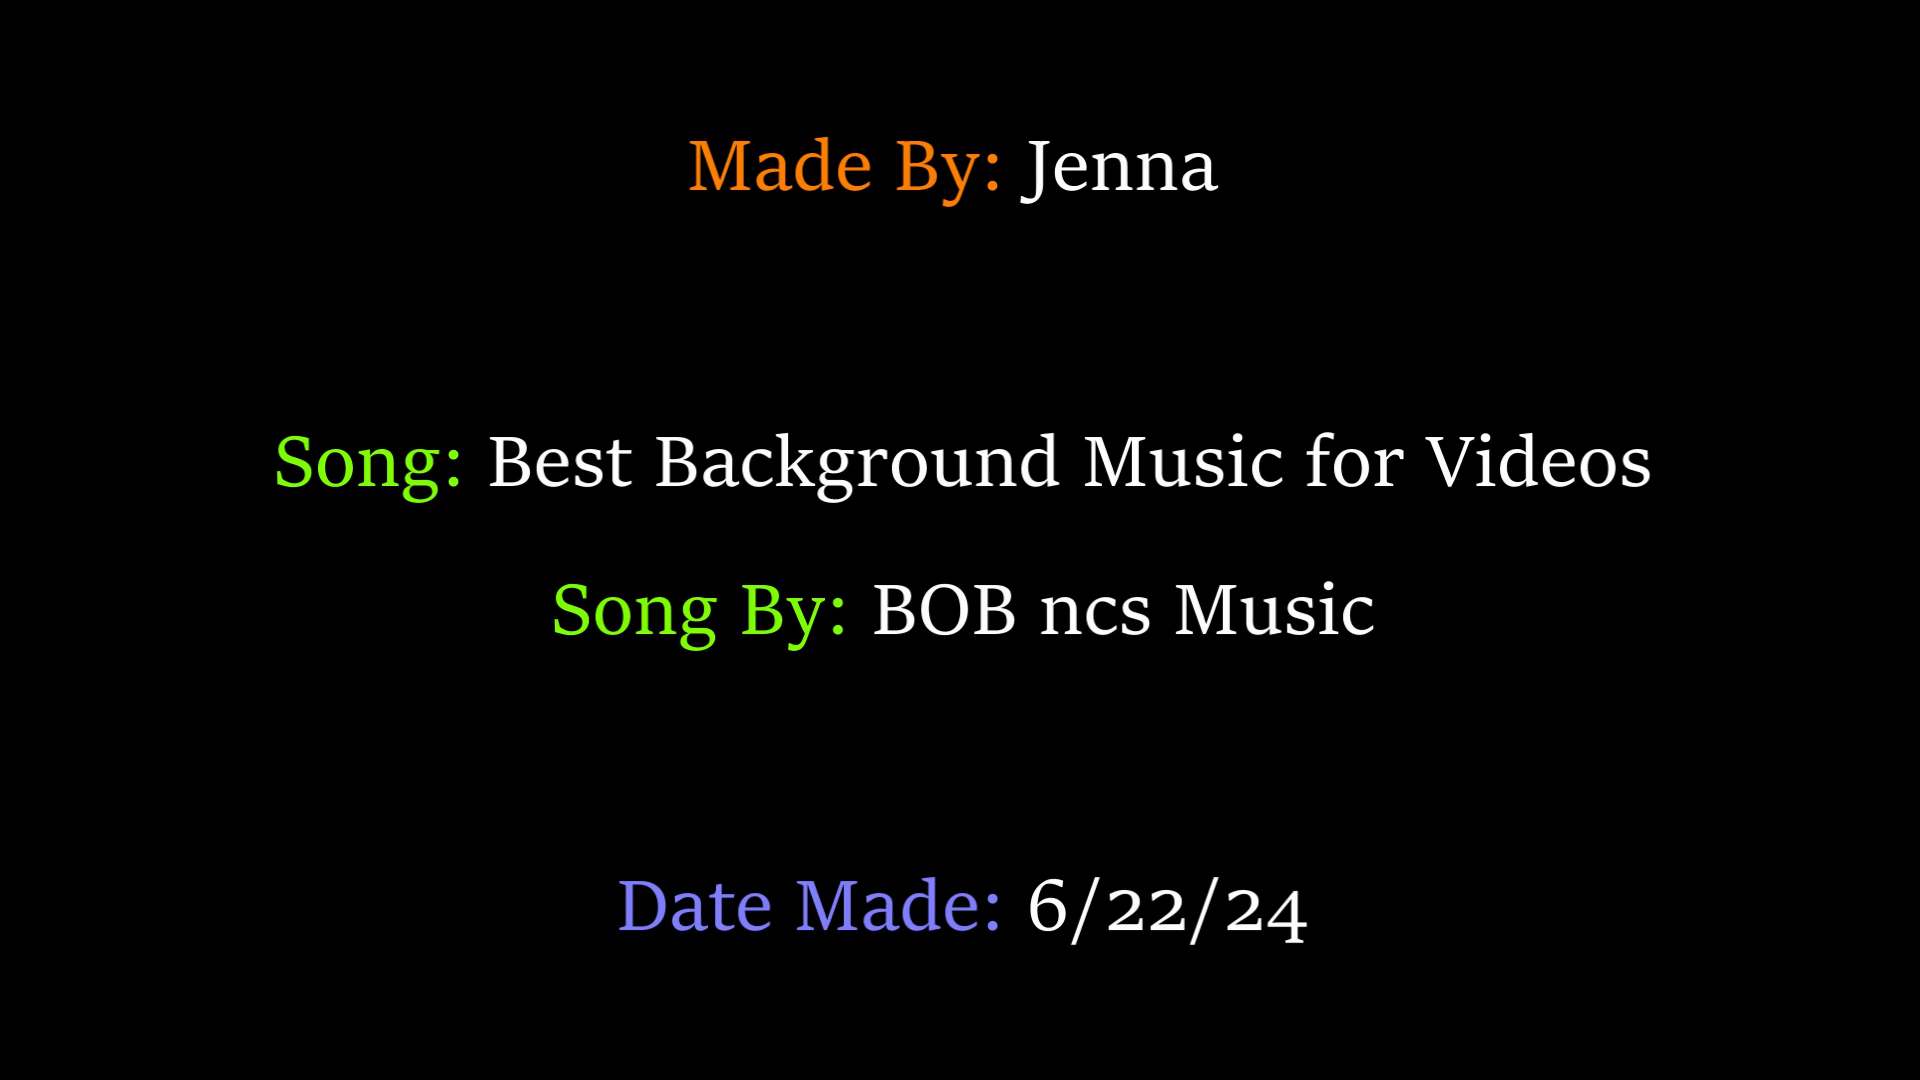 Made By: Jenna
Song: Best Background Music for Videos
Song By: BOB ncs Music
Date Made: 6/22/24